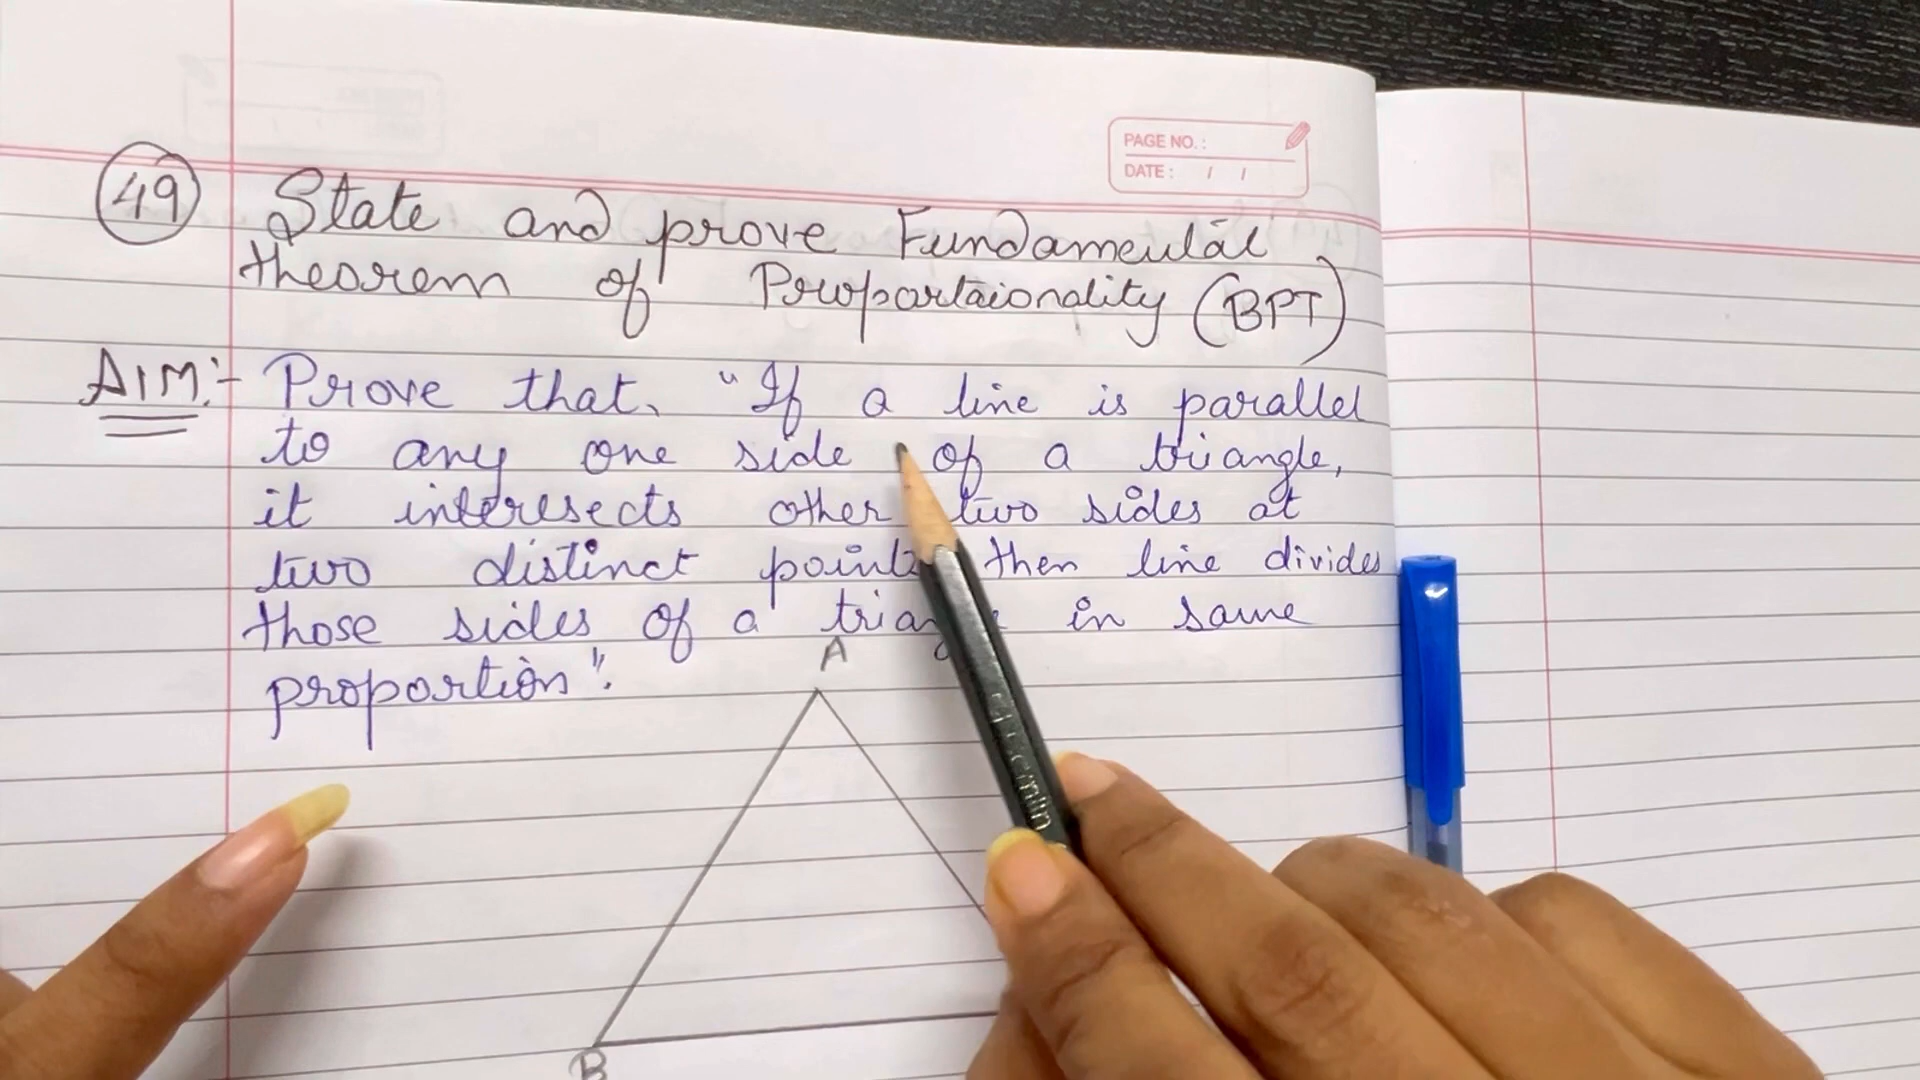 PAGE NO.:
DATE: / /
49 State and prove Fundamental
theorem of Proportaionality (BPT)
AIM:- Prove that, "If a line is parallel
to any one side of a triangle,
it interesects other two sides at
two distinct points then line divides
those sides of a in same
proportion".
A
B